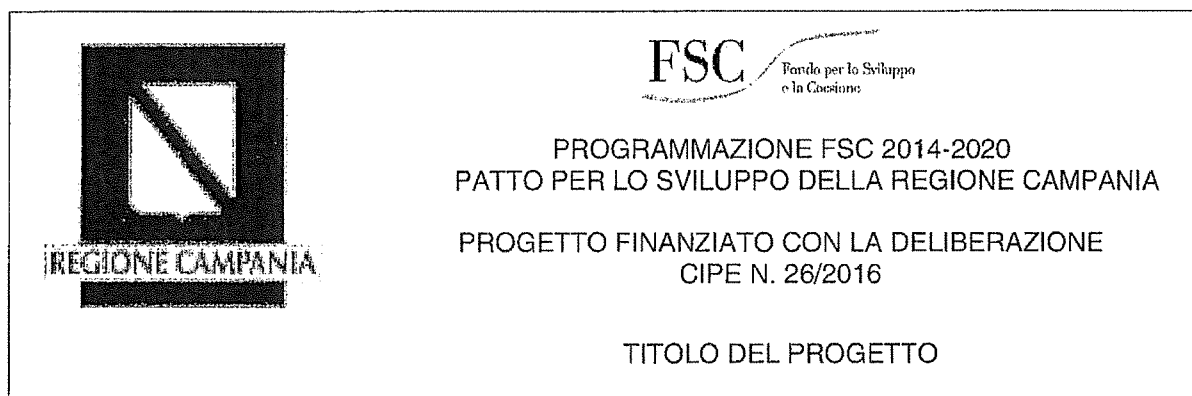 REGIONE CAMPANIA
FSC
Fondo per lo Sviluppo
e la Coesione
PROGRAMMAZIONE FSC 2014-2020
PATTO PER LO SVILUPPO DELLA REGIONE CAMPANIA
PROGETTO FINANZIATO CON LA DELIBERAZIONE
CIPE N. 26/2016
TITOLO DEL PROGETTO